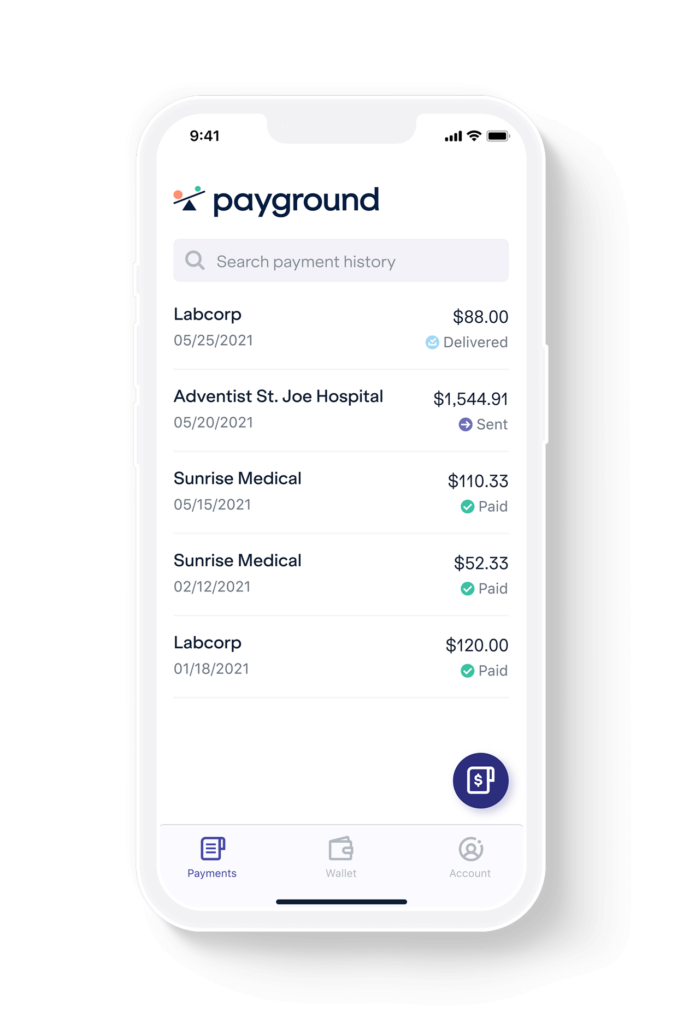 9:41
payground
Search payment history
Labcorp
$88.00
05/25/2021
Delivered
Adventist St. Joe Hospital
$1,544.91
05/20/2021
Sent
Sunrise Medical
$110.33
05/15/2021
Paid
Sunrise Medical
$52.33
02/12/2021
Paid
Labcorp
$120.00
01/18/2021
Paid
$
Payments
Wallet
Account